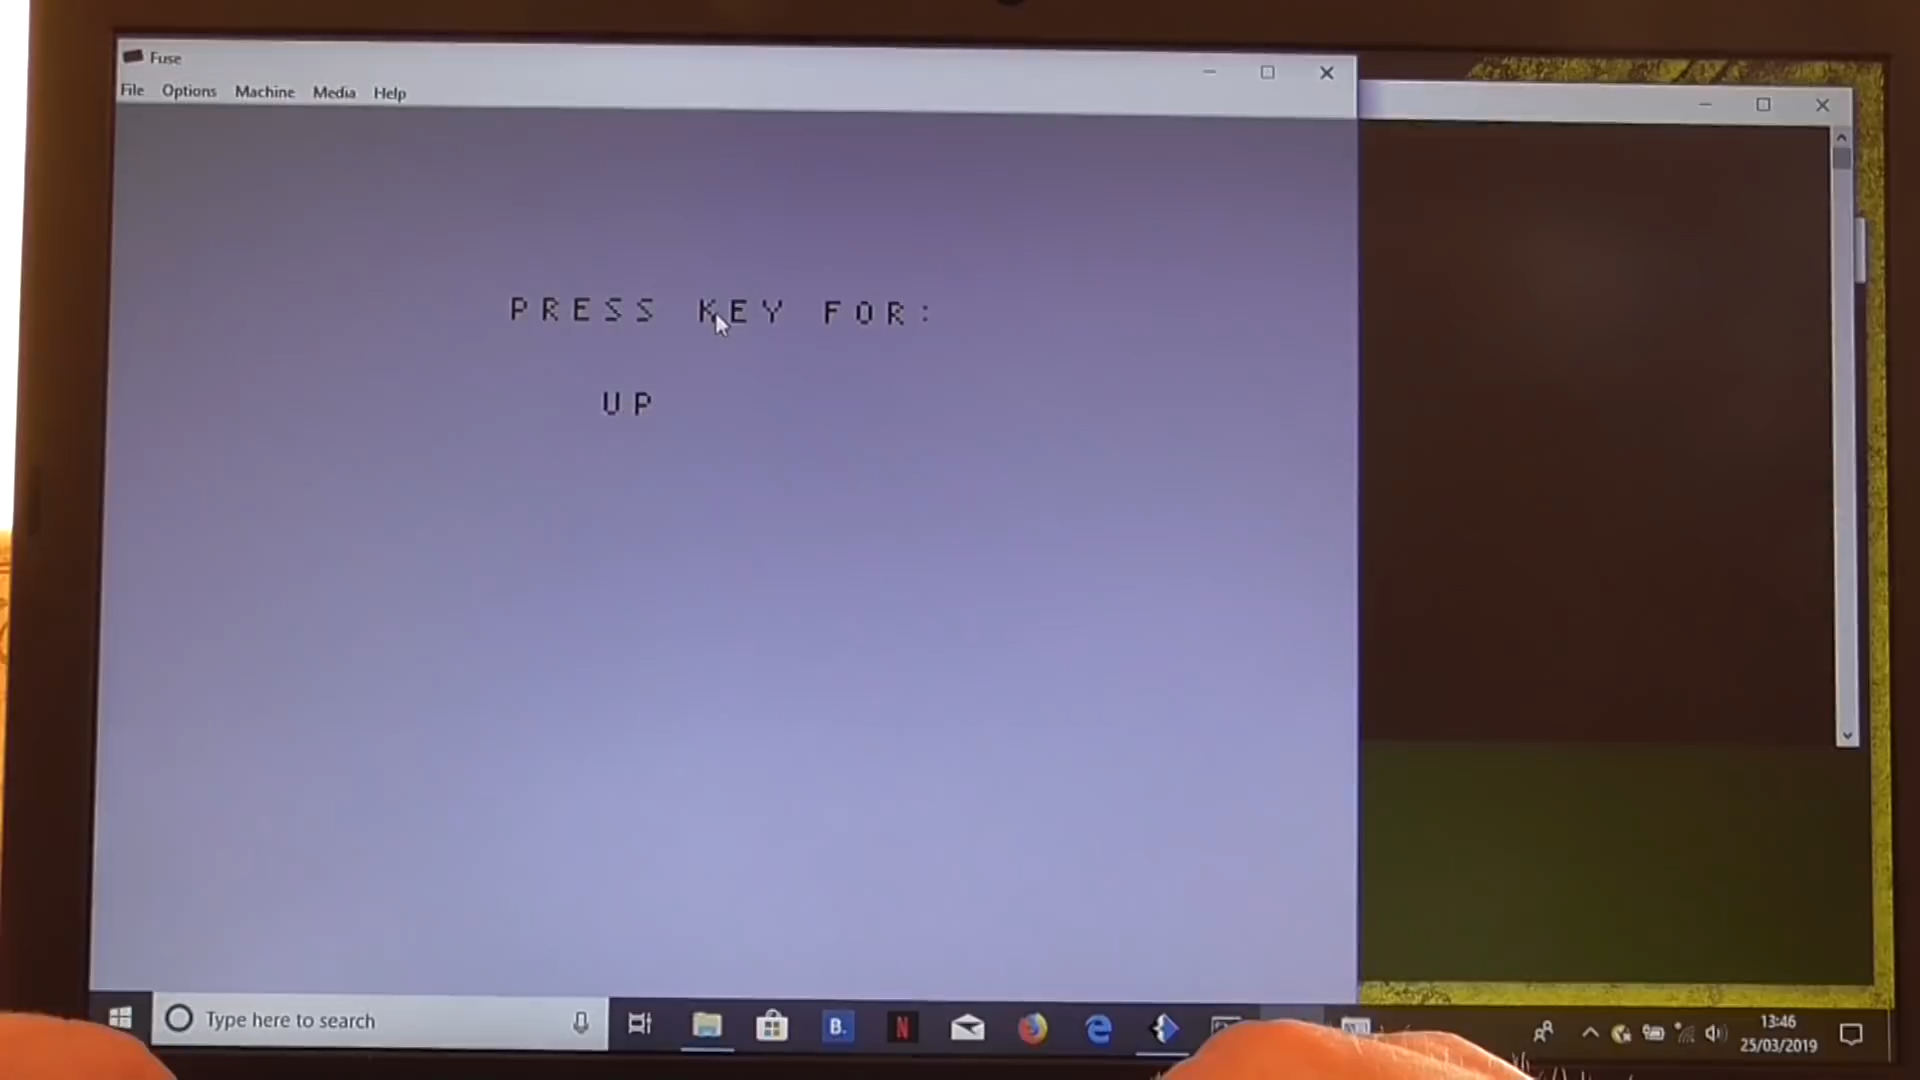 Fuse
File Options Machine Media Help
PRESS KEY FOR:
UP
Type here to search
B.
N
13:46
25/03/2019